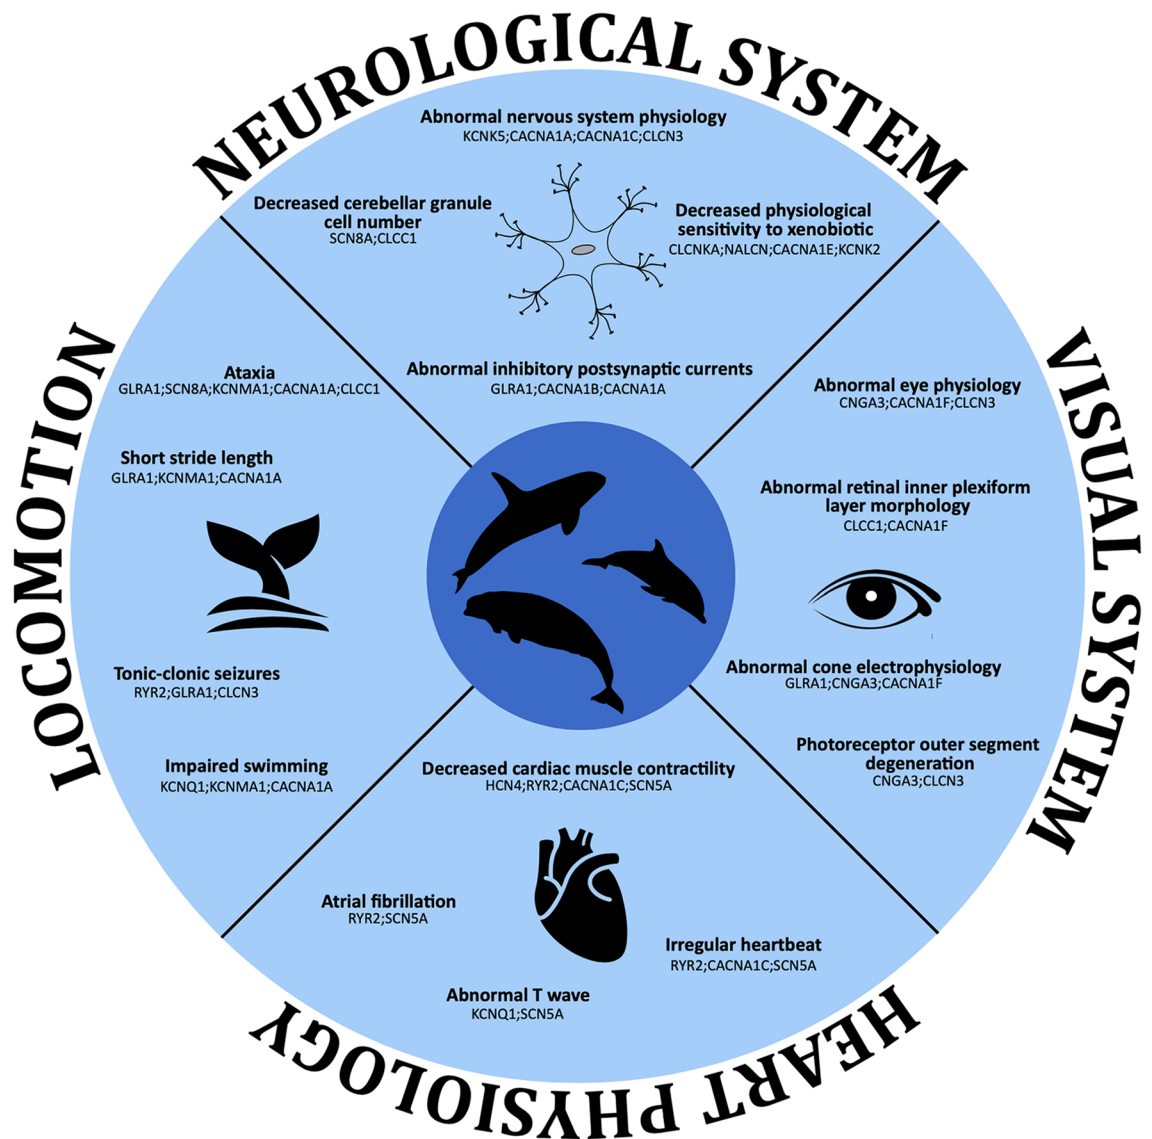 NEUROLOGICAL SYSTEM
Abnormal nervous system physiology
KCNK5;CACNA1A;CACNA1C;CLCN3
Decreased cerebellar granule
cell number
SCN8A;CLCC1
Decreased physiological
sensitivity to xenobiotic
CLCNKA;NALCN;CACNA1E;KCNK2
Abnormal inhibitory postsynaptic currents
GLRA1;CACNA1B;CACNA1A
VISUAL SYSTEM
Abnormal eye physiology
CNGA3;CACNA1F;CLCN3
Abnormal retinal inner plexiform
layer morphology
CLCC1;CACNA1F
Abnormal cone electrophysiology
GLRA1;CNGA3;CACNA1F
Photoreceptor outer segment
degeneration
CNGA3;CLCN3
HEART PHYSIOLOGY
Decreased cardiac muscle contractility
HCN4;RYR2;CACNA1C;SCN5A
Atrial fibrillation
RYR2;SCN5A
Irregular heartbeat
RYR2;CACNA1C;SCN5A
Abnormal T wave
KCNQ1;SCN5A
LOCOMOTION
Ataxia
GLRA1;SCN8A;KCNMA1;CACNA1A;CLCC1
Short stride length
GLRA1;KCNMA1;CACNA1A
Tonic-clonic seizures
RYR2;GLRA1;CLCN3
Impaired swimming
KCNQ1;KCNMA1;CACNA1A